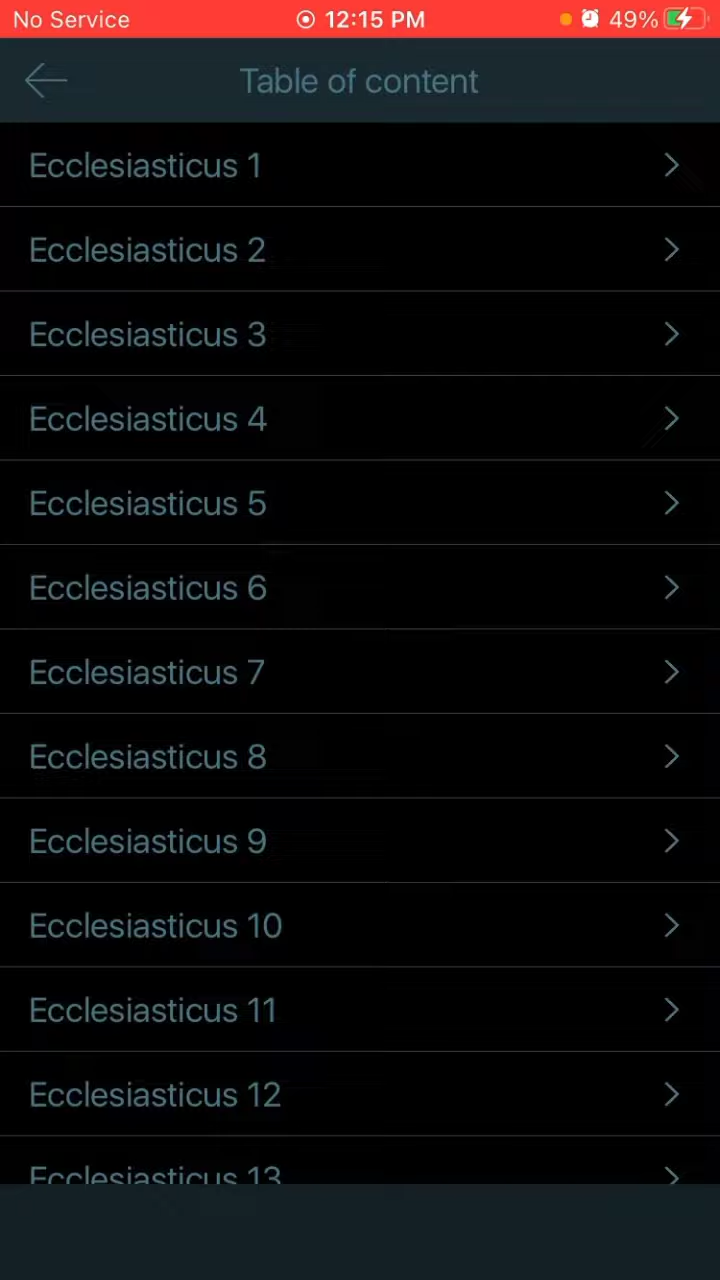 No Service 12:15 PM 49%
Table of content
Ecclesiasticus 1
Ecclesiasticus 2
Ecclesiasticus 3
Ecclesiasticus 4
Ecclesiasticus 5
Ecclesiasticus 6
Ecclesiasticus 7
Ecclesiasticus 8
Ecclesiasticus 9
Ecclesiasticus 10
Ecclesiasticus 11
Ecclesiasticus 12
Ecclesiasticus 13